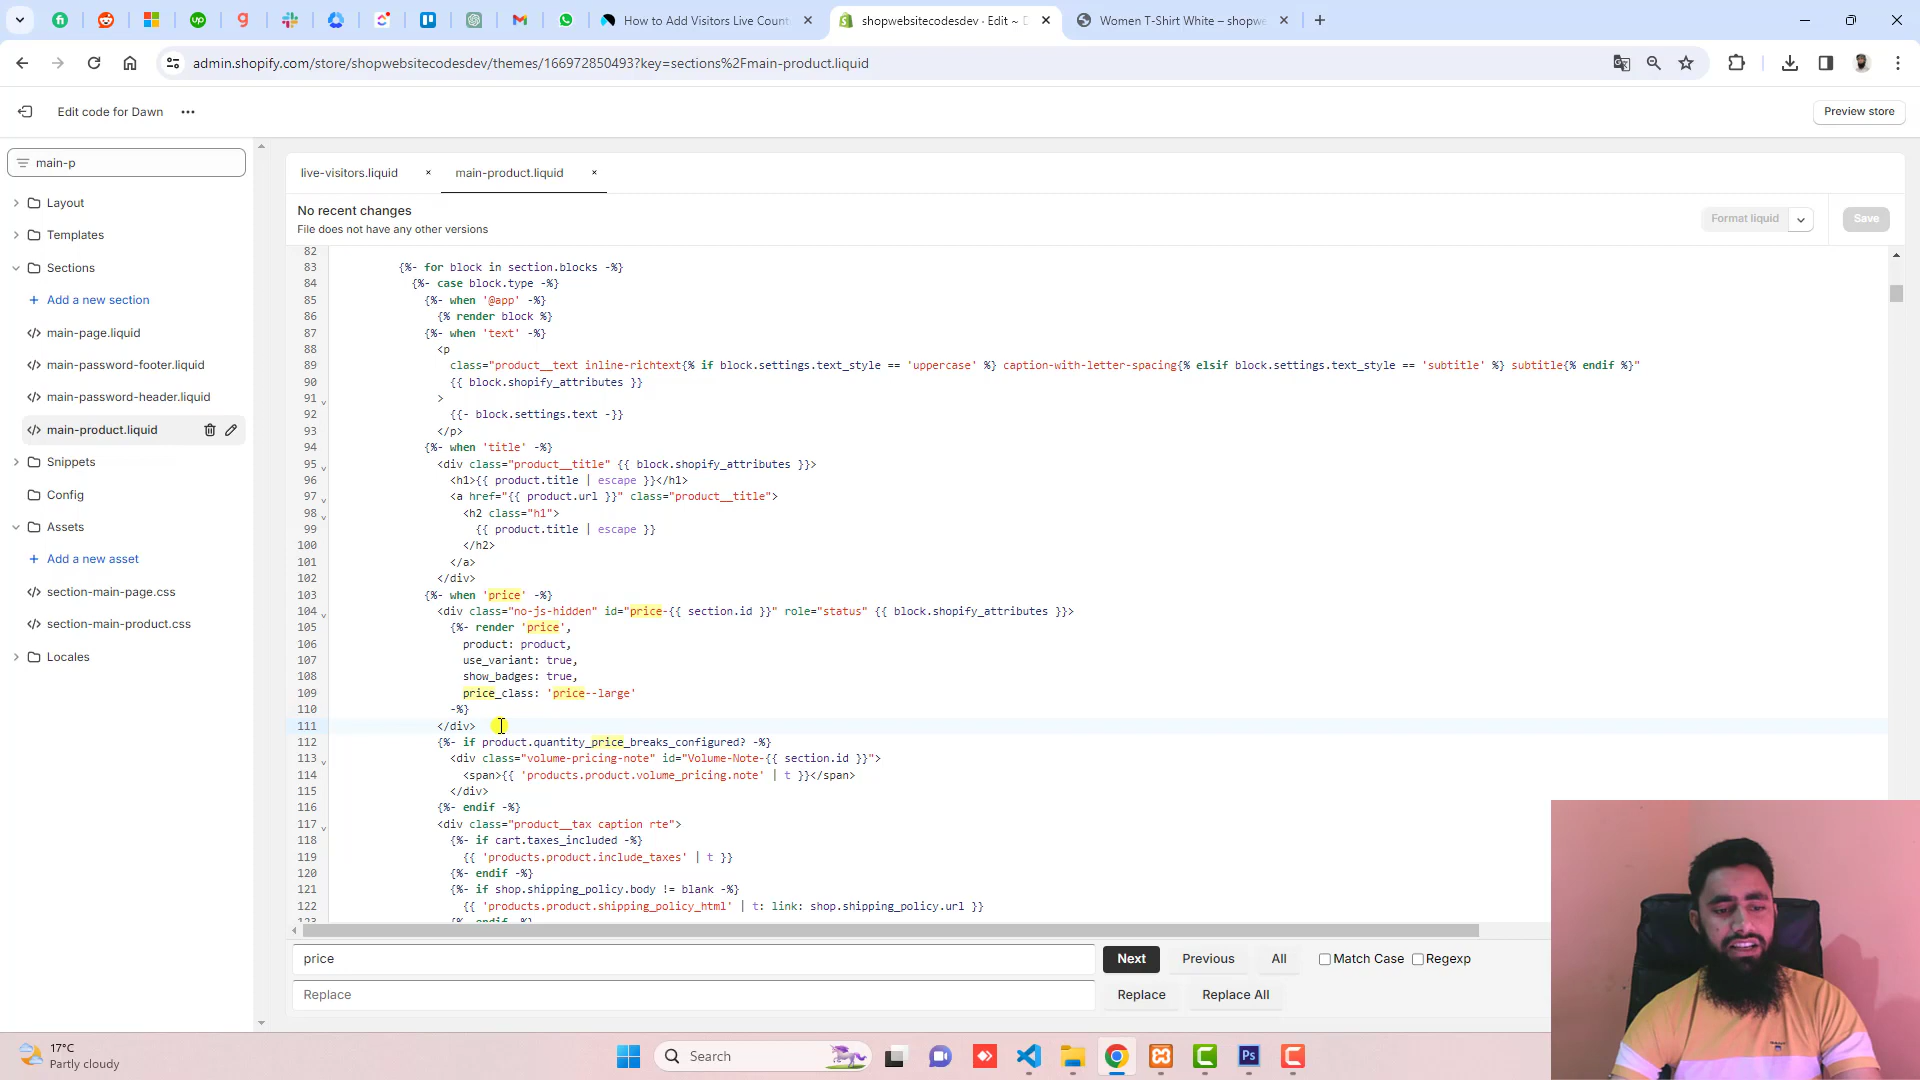 How to Add Visitors Live Count
shopwebsitecodesdev · Edit ~ D
Women T-Shirt White – shopwe
admin.shopify.com/store/shopwebsitecodesdev/themes/166972850493?key=sections%2Fmain-product.liquid
Edit code for Dawn
Preview store
main-p
Layout
Templates
Sections
Add a new section
main-page.liquid
main-password-footer.liquid
main-password-header.liquid
main-product.liquid
Snippets
Config
Assets
Add a new asset
section-main-page.css
section-main-product.css
Locales
live-visitors.liquid
main-product.liquid
No recent changes
File does not have any other versions
Format liquid
Save
82
83 {%- for block in section.blocks -%}
84 {%- case block.type -%}
85 {%- when '@app' -%}
86 {% render block %}
87 {%- when 'text' -%}
88 <p
89 class="product__text inline-richtext{% if block.settings.text_style == 'uppercase' %} caption-with-letter-spacing{% elsif block.settings.text_style == 'subtitle' %} subtitle{% endif %}"
90 {{ block.shopify_attributes }}
91 >
92 {{- block.settings.text -}}
93 </p>
94 {%- when 'title' -%}
95 <div class="product__title" {{ block.shopify_attributes }}>
96 <h1>{{ product.title | escape }}</h1>
97 <a href="{{ product.url }}" class="product__title">
98 <h2 class="h1">
99 {{ product.title | escape }}
100 </h2>
101 </a>
102 </div>
103 {%- when 'price' -%}
104 <div class="no-js-hidden" id="price-{{ section.id }}" role="status" {{ block.shopify_attributes }}>
105 {%- render 'price',
106 product: product,
107 use_variant: true,
108 show_badges: true,
109 price_class: 'price--large'
110 -%}
111 </div>
112 {%- if product.quantity_price_breaks_configured? -%}
113 <div class="volume-pricing-note" id="Volume-Note-{{ section.id }}">
114 <span>{{ 'products.product.volume_pricing.note' | t }}</span>
115 </div>
116 {%- endif -%}
117 <div class="product__tax caption rte">
118 {%- if cart.taxes_included -%}
119 {{ 'products.product.include_taxes' | t }}
120 {%- endif -%}
121 {%- if shop.shipping_policy.body != blank -%}
122 {{ 'products.product.shipping_policy_html' | t: link: shop.shipping_policy.url }}
123 {%- endif -%}
price
Next
Previous
All
Match Case
Regexp
Replace
Replace
Replace All
17°C
Partly cloudy
Search